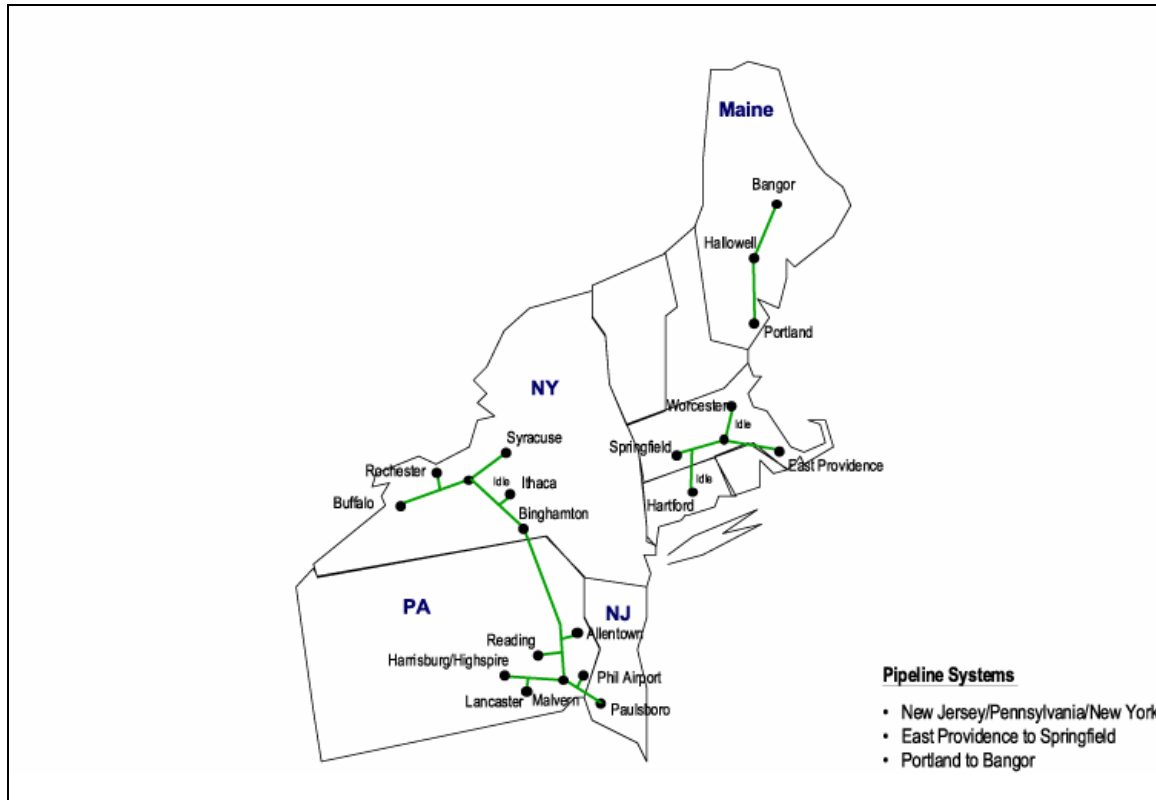 Maine
Bangor
Hallowell
Portland
NY
Worcester
Idle
Syracuse
Springfield
East Providence
Rochester
Idle
Ithaca
Idle
Buffalo
Hartford
Binghamton
PA
NJ
Allentown
Reading
Harrisburg/Highspire
Phil Airport
Lancaster
Malvern
Paulsboro
Pipeline Systems
• New Jersey/Pennsylvania/New York
• East Providence to Springfield
• Portland to Bangor